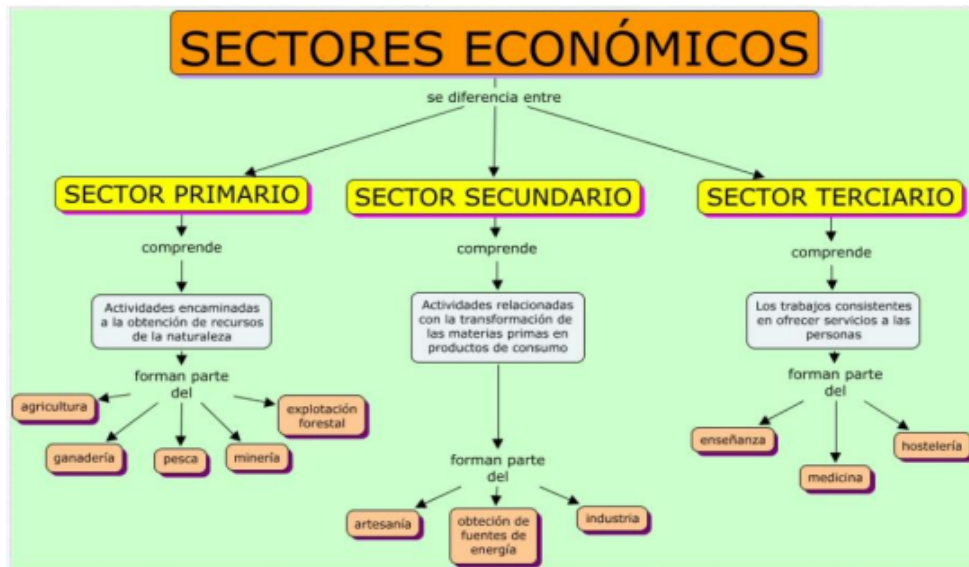 SECTORES ECONÓMICOS
se diferencia entre
SECTOR PRIMARIO
comprende
Actividades encaminadas
a la obtención de recursos
de la naturaleza
forman parte
del
agricultura
ganadería
pesca
minería
explotación
forestal
SECTOR SECUNDARIO
comprende
Actividades relacionadas
con la transformación de
las materias primas en
productos de consumo
forman parte
del
artesanía
obteción de
fuentes de
energía
industria
SECTOR TERCIARIO
comprende
Los trabajos consistentes
en ofrecer servicios a las
personas
forman parte
del
enseñanza
medicina
hostelería